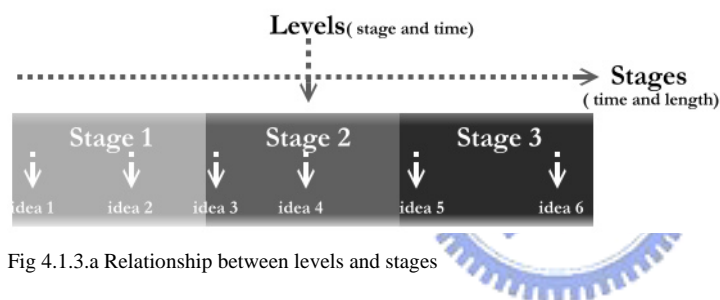 Levels( stage and time)
Stages
( time and length)
Stage 1 Stage 2 Stage 3
idea 1 idea 2 idea 3 idea 4 idea 5 idea 6
Fig 4.1.3.a Relationship between levels and stages